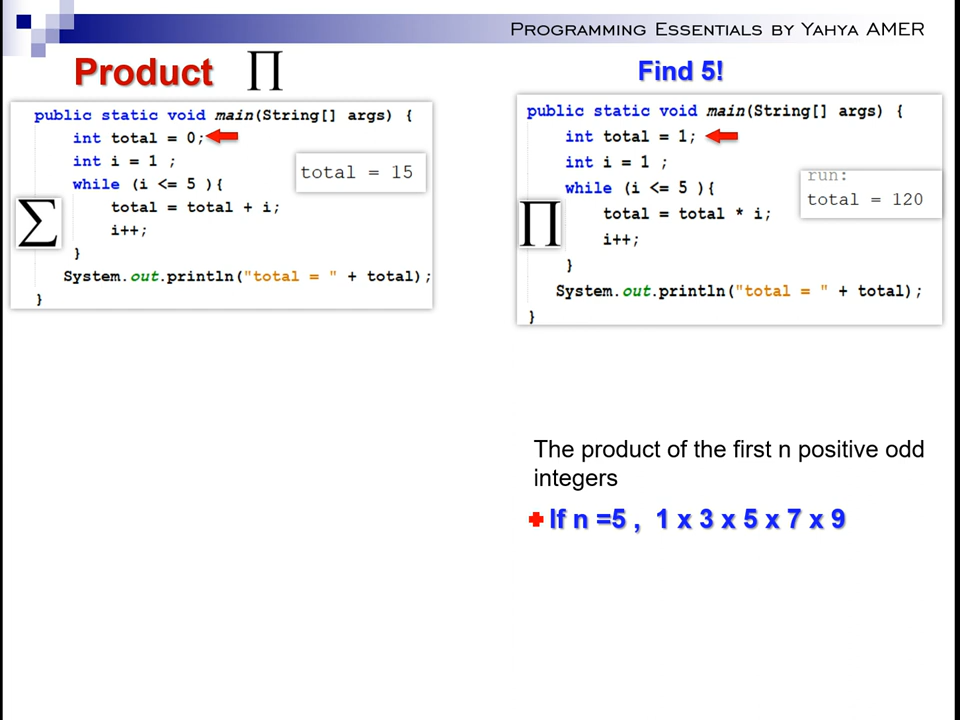 PROGRAMMING ESSENTIALS BY YAHYA AMER
Product ∏
public static void main(String[] args) {
int total = 0;
int i = 1 ;
while (i <= 5 ){
total = total + i;
i++;
}
System.out.println("total = " + total);
}
total = 15
∑
Find 5!
public static void main(String[] args) {
int total = 1;
int i = 1 ;
while (i <= 5 ){
total = total * i;
i++;
}
System.out.println("total = " + total);
}
run:
total = 120
∏
The product of the first n positive odd
integers
If n =5 , 1 x 3 x 5 x 7 x 9